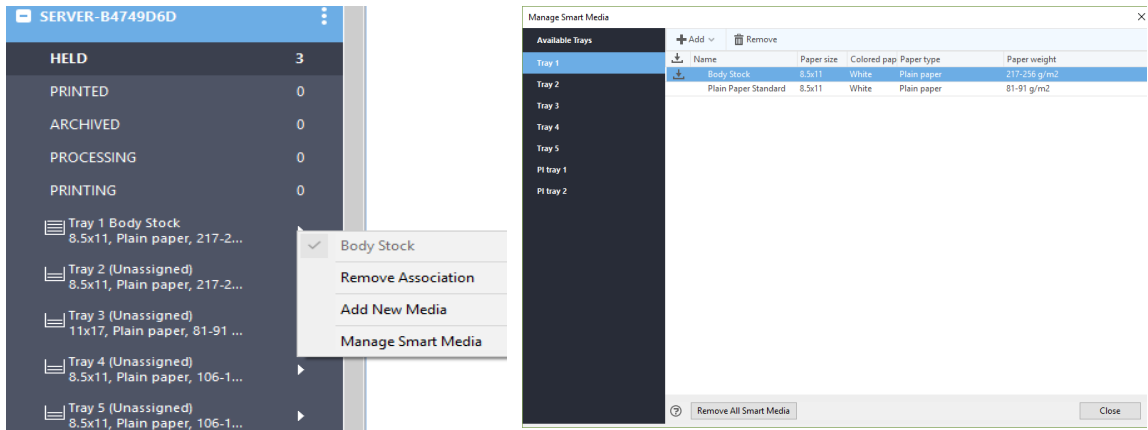 SERVER-B4749D6D
HELD 3
PRINTED 0
ARCHIVED 0
PROCESSING 0
PRINTING 0
Tray 1 Body Stock
8.5x11, Plain paper, 217-2...
Tray 2 (Unassigned)
8.5x11, Plain paper, 217-2...
Tray 3 (Unassigned)
11x17, Plain paper, 81-91 ...
Tray 4 (Unassigned)
8.5x11, Plain paper, 106-1...
Tray 5 (Unassigned)
8.5x11, Plain paper, 106-1...
Body Stock
Remove Association
Add New Media
Manage Smart Media
Manage Smart Media
Available Trays
Tray 1
Tray 2
Tray 3
Tray 4
Tray 5
PI tray 1
PI tray 2
Add Remove
Name Paper size Colored pap Paper type Paper weight
Body Stock 8.5x11 White Plain paper 217-256 g/m2
Plain Paper Standard 8.5x11 White Plain paper 81-91 g/m2
? Remove All Smart Media Close